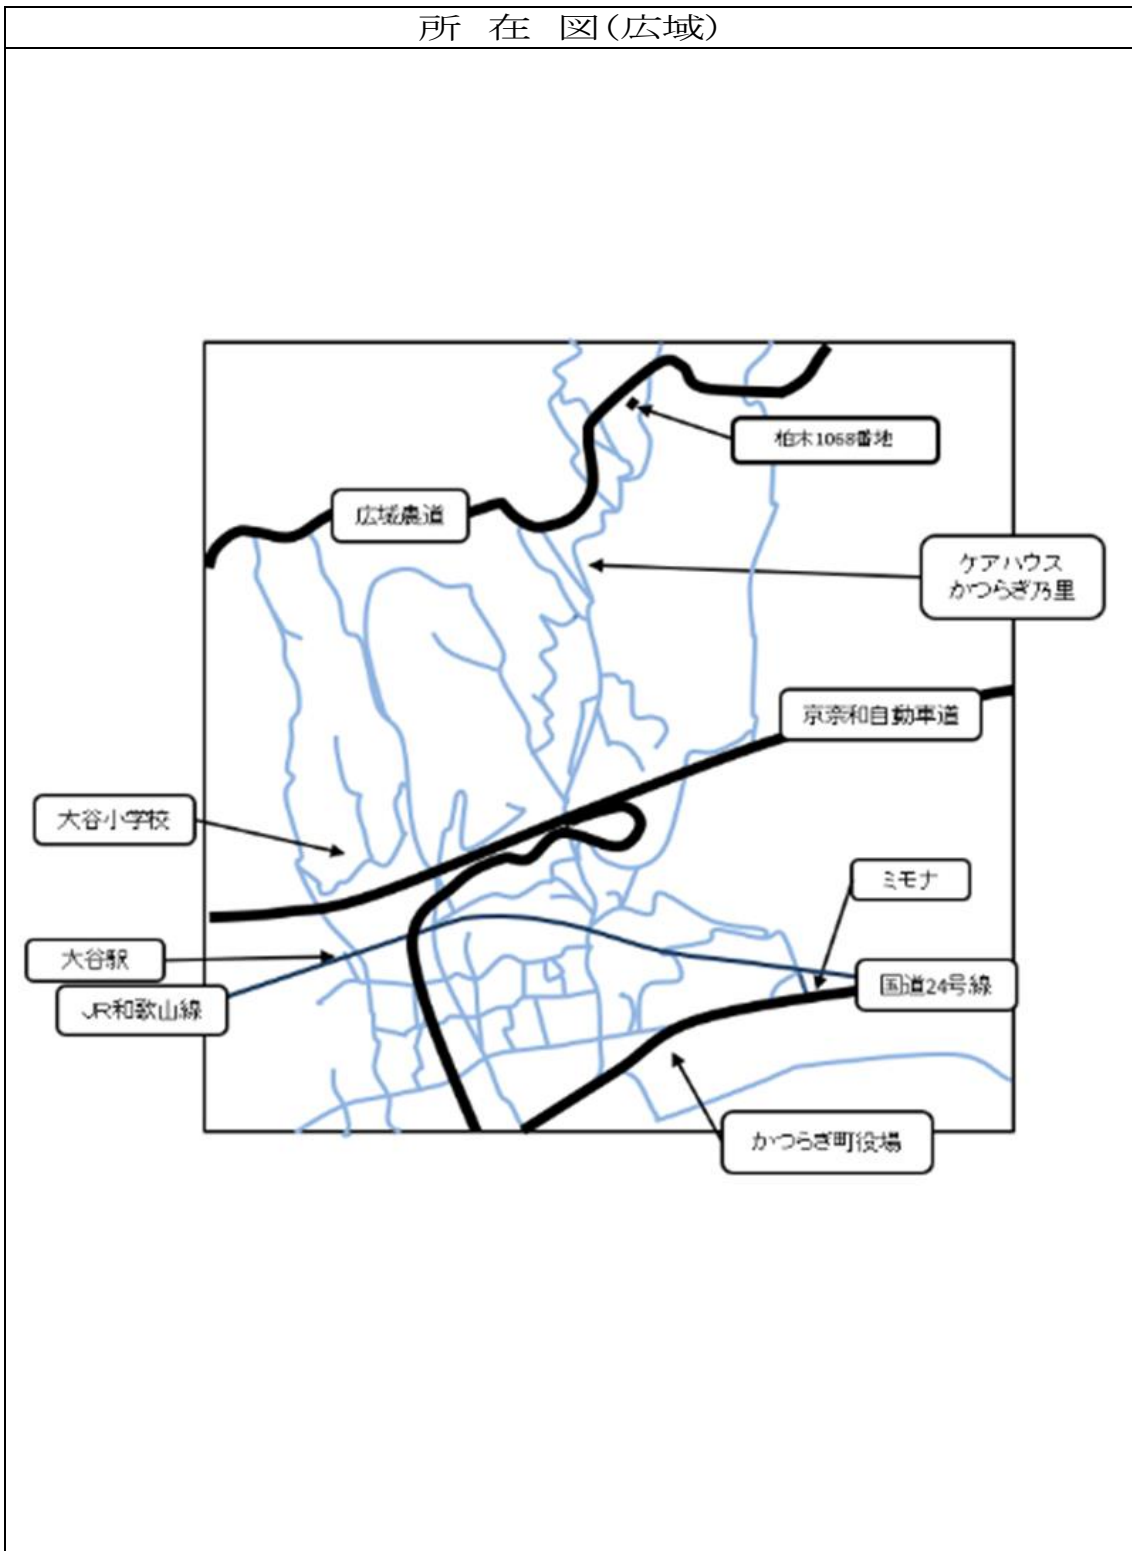 所 在 図(広域)
柏木1068番地
広域農道
ケアハウス
かつらぎ乃里
京奈和自動車道
大谷小学校
ミモナ
大谷駅
国道24号線
JR和歌山線
かつらぎ町役場